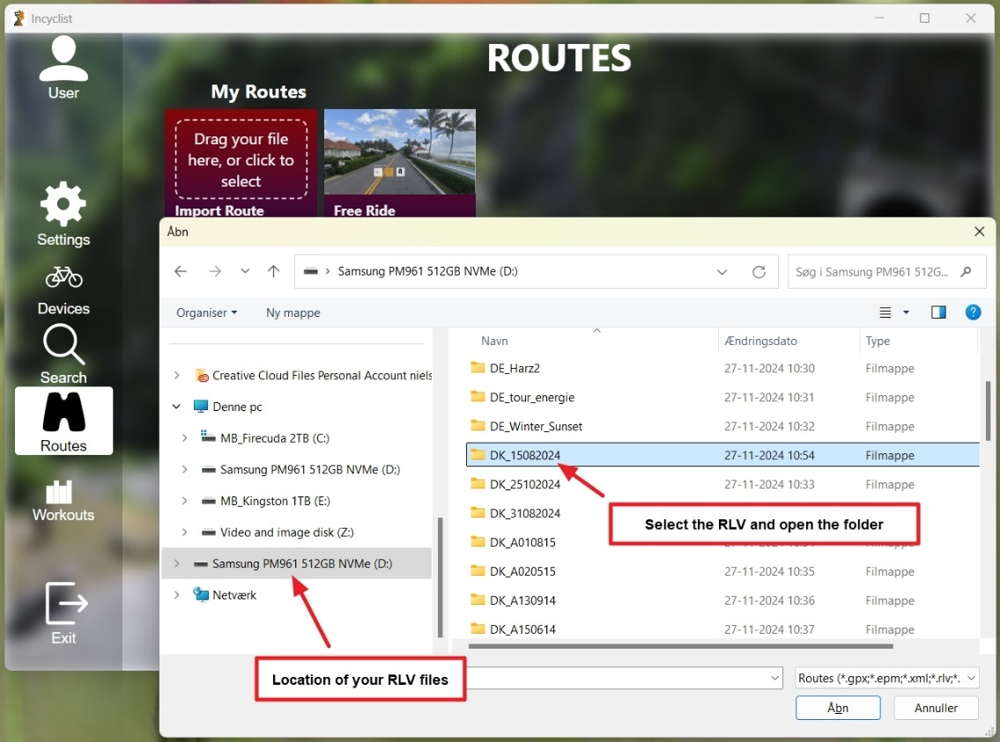 Incyclist
ROUTES
User
Settings
Devices
Search
Routes
Workouts
Exit
My Routes
Drag your file
here, or click to
select
Import Route
Free Ride
Åbn
Samsung PM961 512GB NVMe (D:)
Søg i Samsung PM961 512G...
Organiser
Ny mappe
Creative Cloud Files Personal Account niels
Denne pc
MB_Firecuda 2TB (C:)
Samsung PM961 512GB NVMe (D:)
MB_Kingston 1TB (E:)
Video and image disk (Z:)
Samsung PM961 512GB NVMe (D:)
Netværk
Navn Ændringsdato Type
DE_Harz2 27-11-2024 10:30 Filmappe
DE_tour_energie 27-11-2024 10:31 Filmappe
DE_Winter_Sunset 27-11-2024 10:32 Filmappe
DK_15082024 27-11-2024 10:54 Filmappe
DK_25102024 27-11-2024 10:33 Filmappe
DK_31082024
DK_A010815
DK_A020515 27-11-2024 10:35 Filmappe
DK_A130914 27-11-2024 10:36 Filmappe
DK_A150614 27-11-2024 10:37 Filmappe
Select the RLV and open the folder
Location of your RLV files
Routes (*.gpx;*.epm;*.xml;*.rlv;*.
Åbn
Annuller